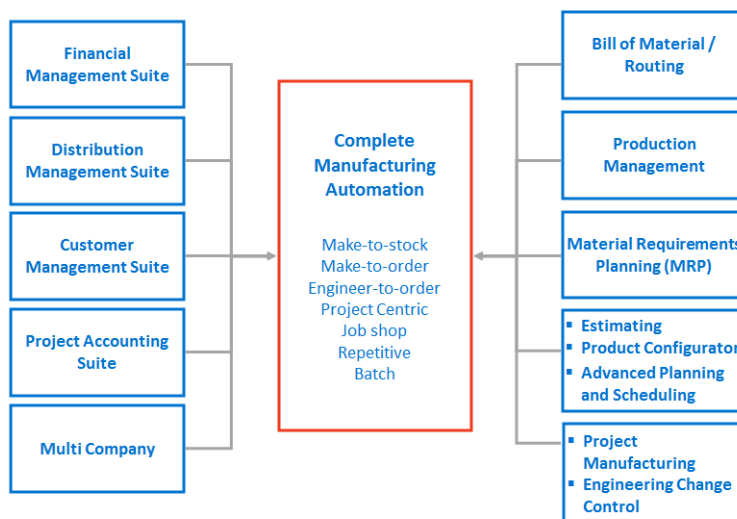 Financial
Management Suite
Distribution
Management Suite
Customer
Management Suite
Project Accounting
Suite
Multi Company
Complete
Manufacturing
Automation
Make-to-stock
Make-to-order
Engineer-to-order
Project Centric
Job shop
Repetitive
Batch
Bill of Material /
Routing
Production
Management
Material Requirements
Planning (MRP)
▪ Estimating
▪ Product Configurator
▪ Advanced Planning
and Scheduling
▪ Project
Manufacturing
▪ Engineering Change
Control